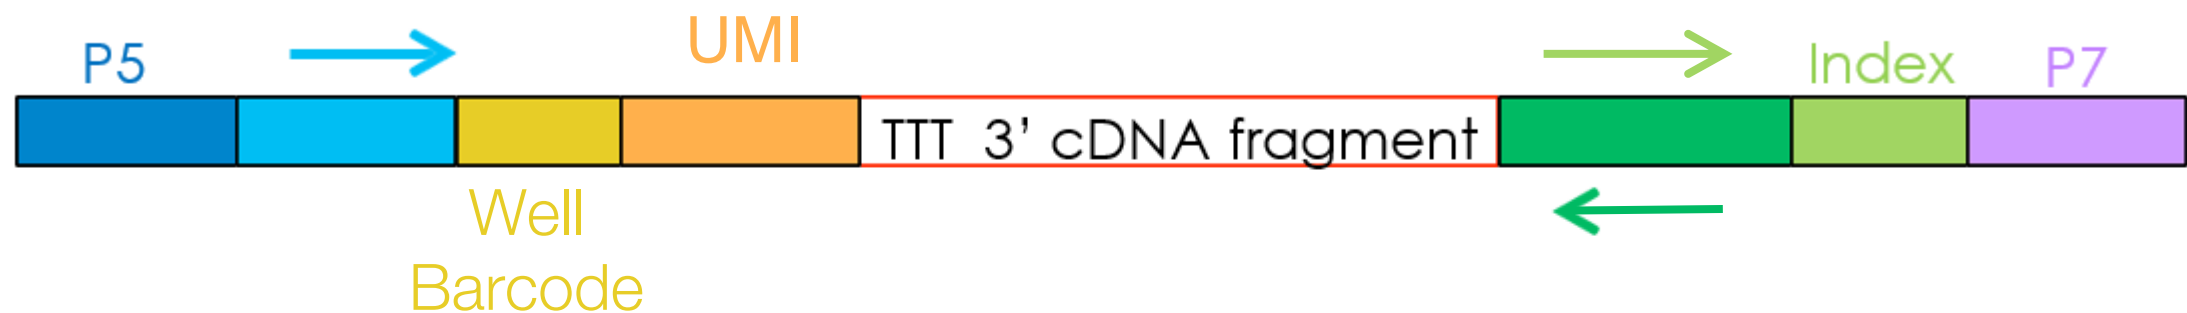 P5
UMI
Index
P7
TTT 3’ cDNA fragment
Well
Barcode